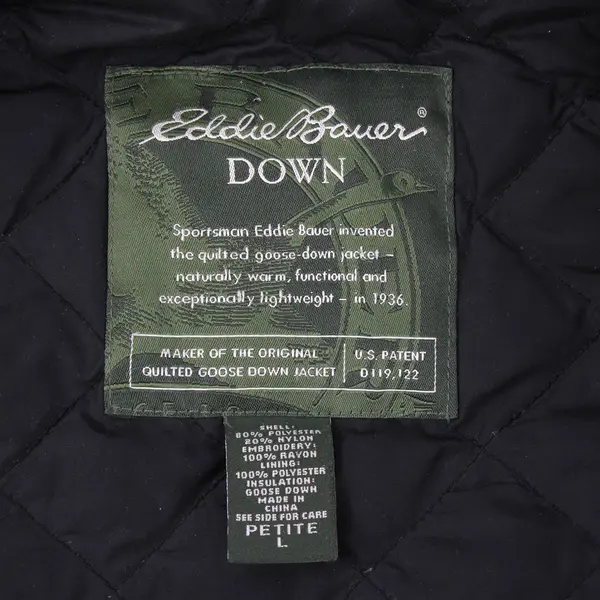 Eddie Bauer®
DOWN
Sportsman Eddie Bauer invented
the quilted goose-down jacket –
naturally warm, functional and
exceptionally lightweight – in 1936.
MAKER OF THE ORIGINAL
QUILTED GOOSE DOWN JACKET
U.S. PATENT
D119,122
SHELL:
80% POLYESTER
20% NYLON
EMBROIDERY:
100% RAYON
LINING:
100% POLYESTER
INSULATION:
GOOSE DOWN
MADE IN
CHINA
SEE SIDE FOR CARE
PETITE
L